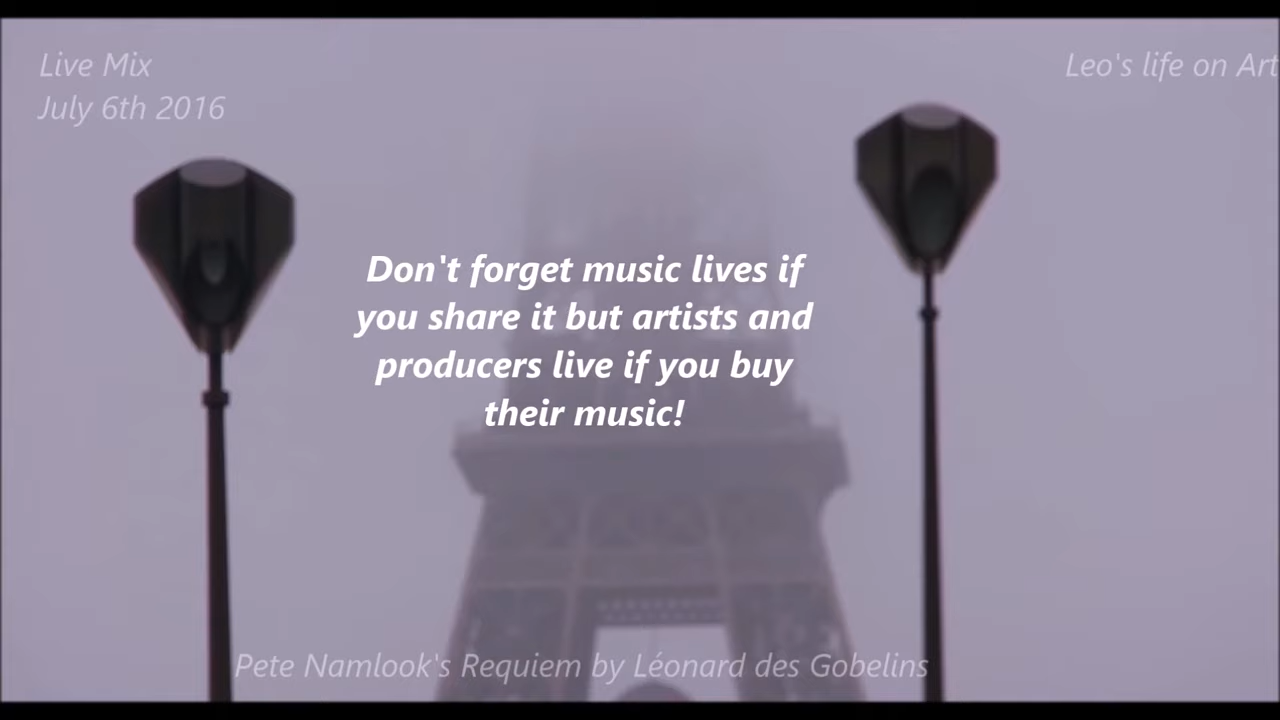 Live Mix
July 6th 2016
Leo's life on Art
Don't forget music lives if
you share it but artists and
producers live if you buy
their music!
Pete Namlook's Requiem by Léonard des Gobelins